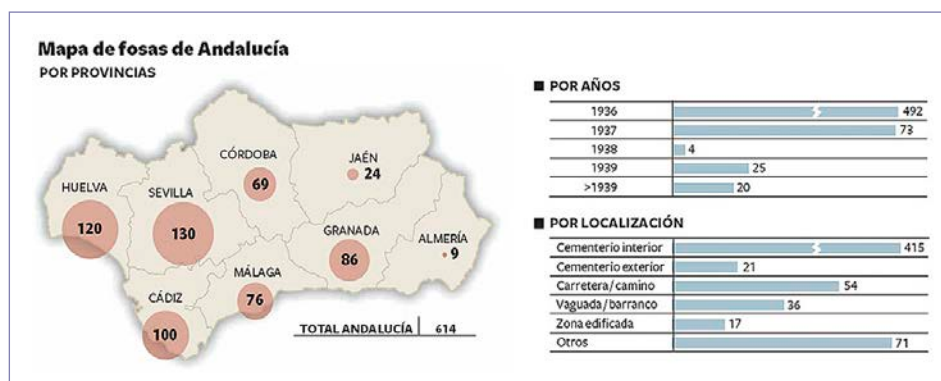 Mapa de fosas de Andalucía
POR PROVINCIAS
HUELVA
120
SEVILLA
130
CÓRDOBA
69
JAÉN
24
GRANADA
86
ALMERÍA
9
MÁLAGA
76
CÁDIZ
100
TOTAL ANDALUCÍA 614
POR AÑOS
1936 492
1937 73
1938 4
1939 25
>1939 20
POR LOCALIZACIÓN
Cementerio interior 415
Cementerio exterior 21
Carretera/camino 54
Vaguada/barranco 36
Zona edificada 17
Otros 71